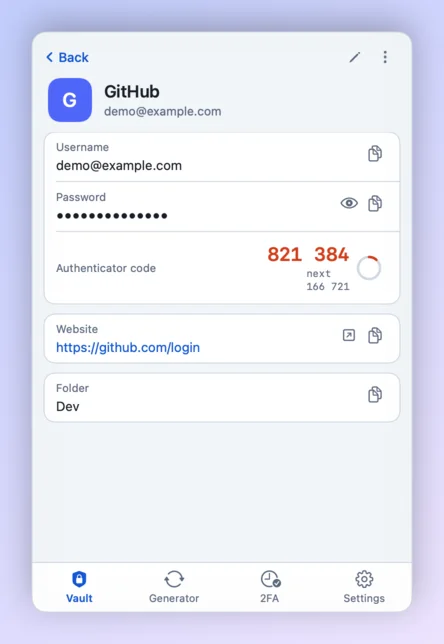 Back
G
GitHub
demo@example.com
Username
demo@example.com
Password
••••••••••••••
Authenticator code
821 384
next
166 721
Website
https://github.com/login
Folder
Dev
Vault
Generator
2FA
Settings